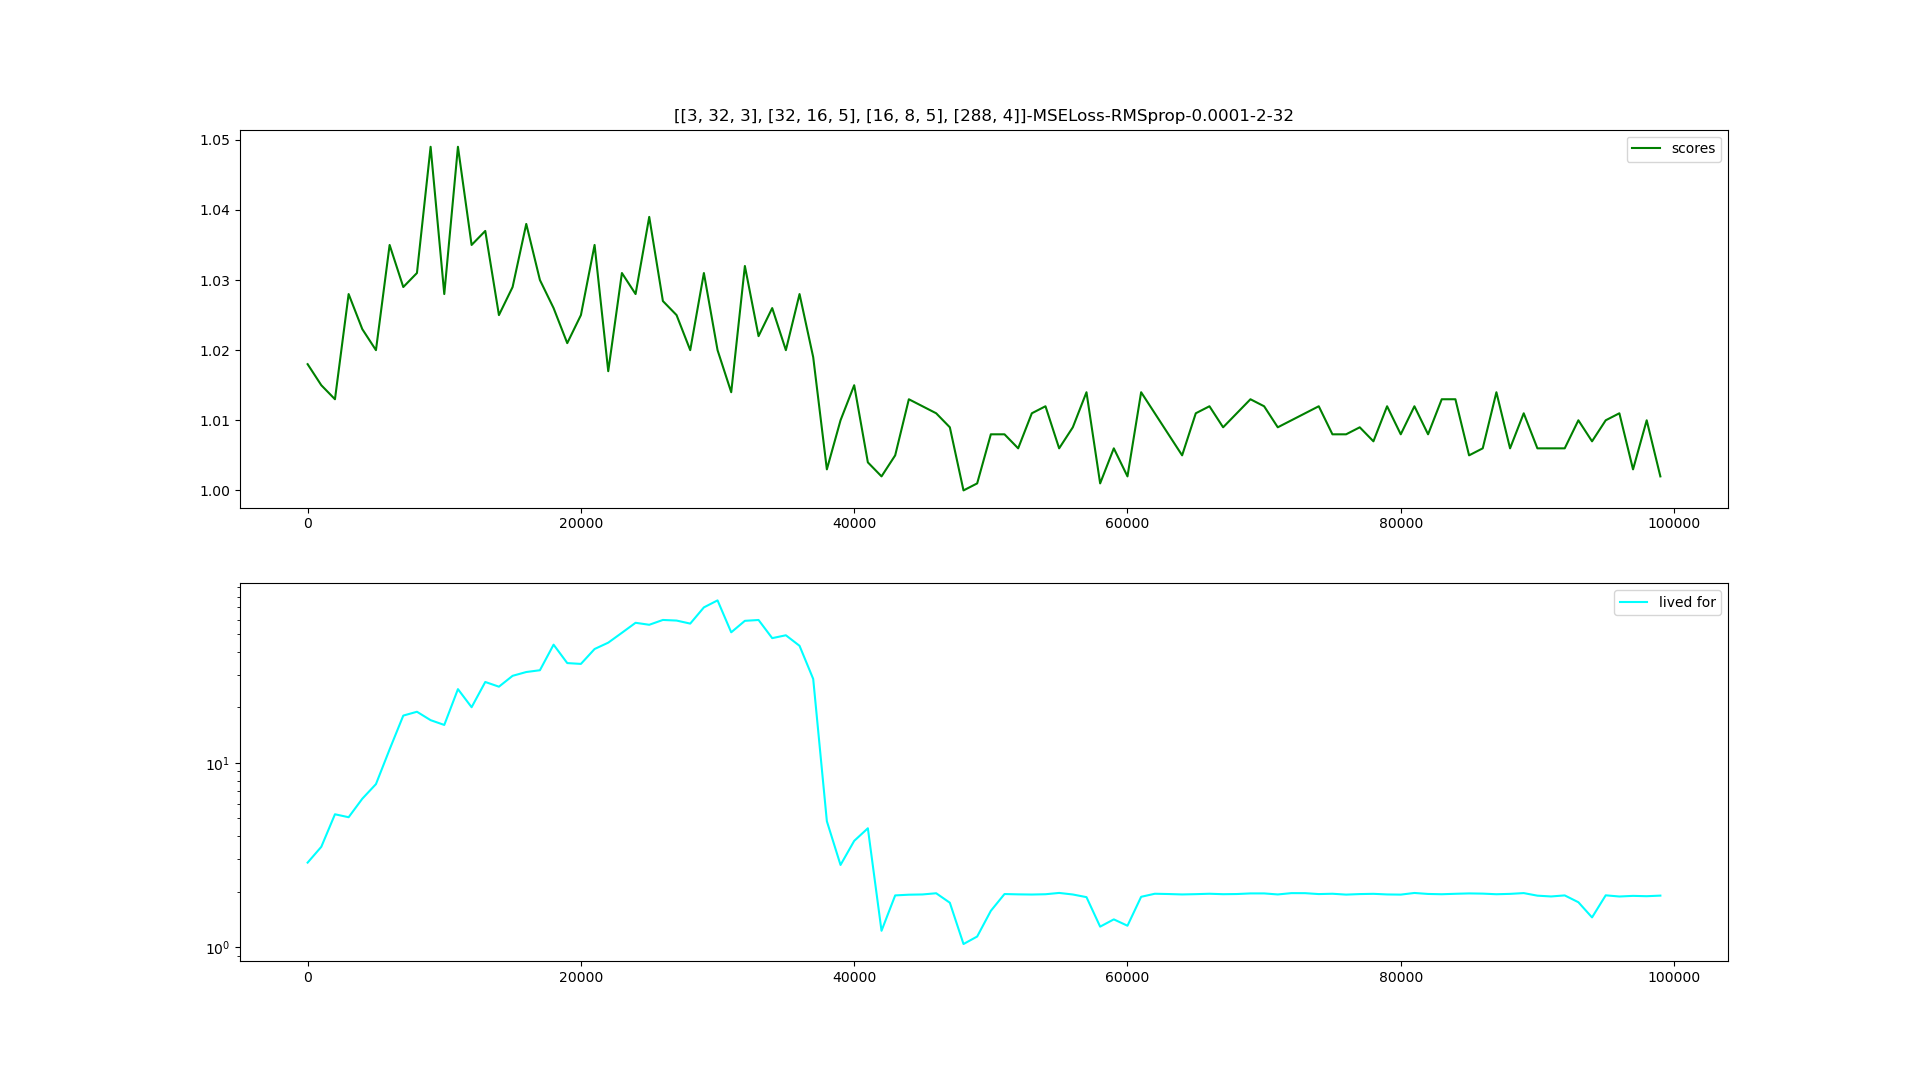 [[3, 32, 3], [32, 16, 5], [16, 8, 5], [288, 4]]-MSELoss-RMSprop-0.0001-2-32
scores
1.05
1.04
1.03
1.02
1.01
1.00
0 20000 40000 60000 80000 100000
lived for
10¹
10⁰
0 20000 40000 60000 80000 100000